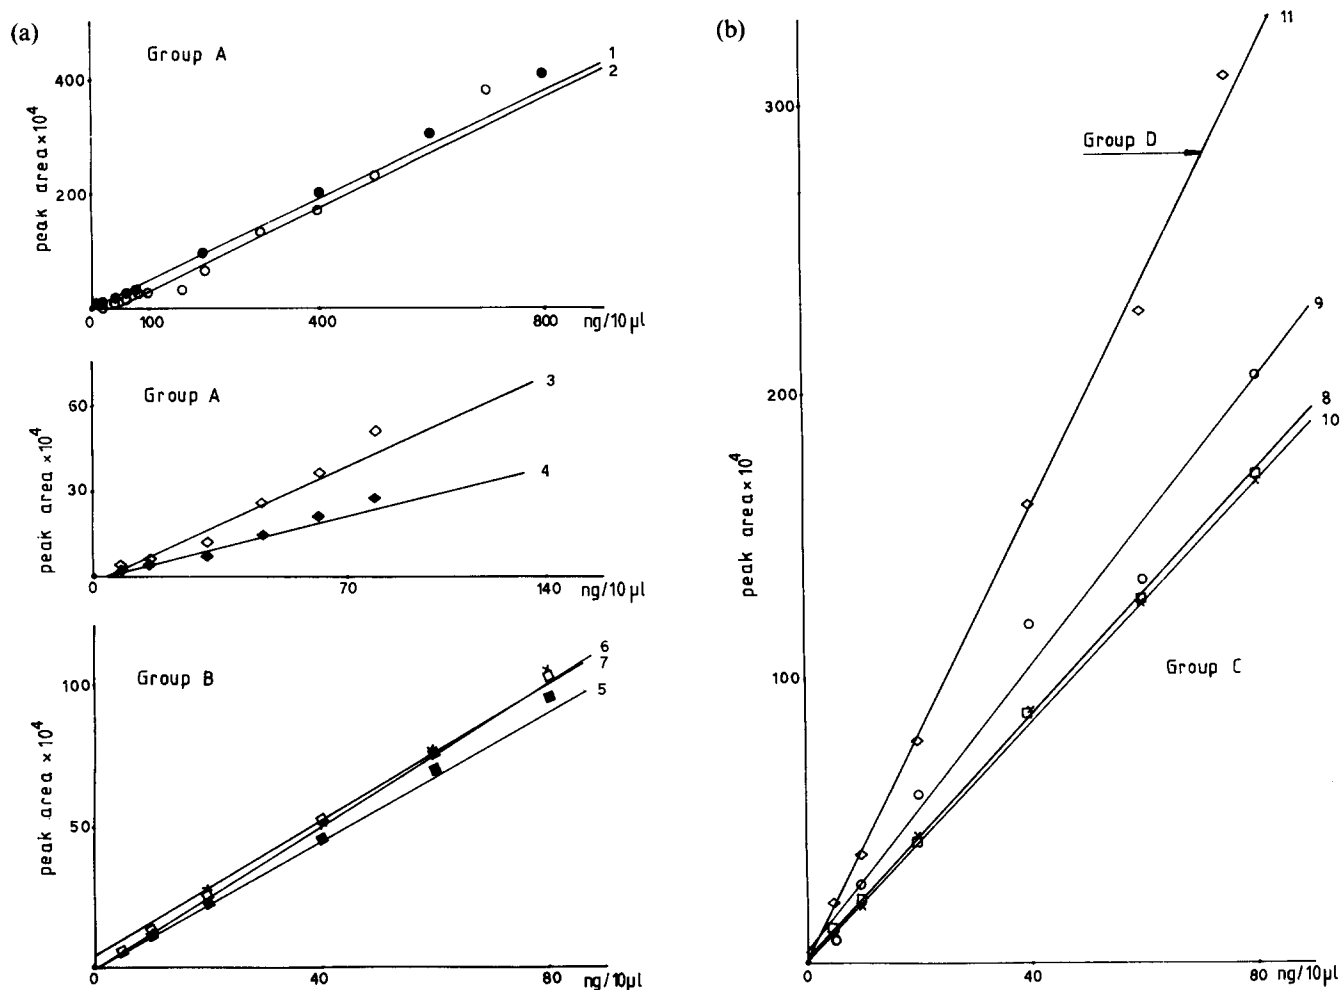 (a)
Group A
peak area×10⁴
400
200
0
100
400
800
ng/10 µl
1
2
Group A
peak area ×10⁴
60
30
0
70
140
ng/10 µl
3
4
Group B
peak area ×10⁴
100
50
0
40
80
ng/10µl
6
7
5
(b)
11
300
Group D
9
200
8
10
peak area×10⁴
100
Group C
0
40
80
ng/10µl